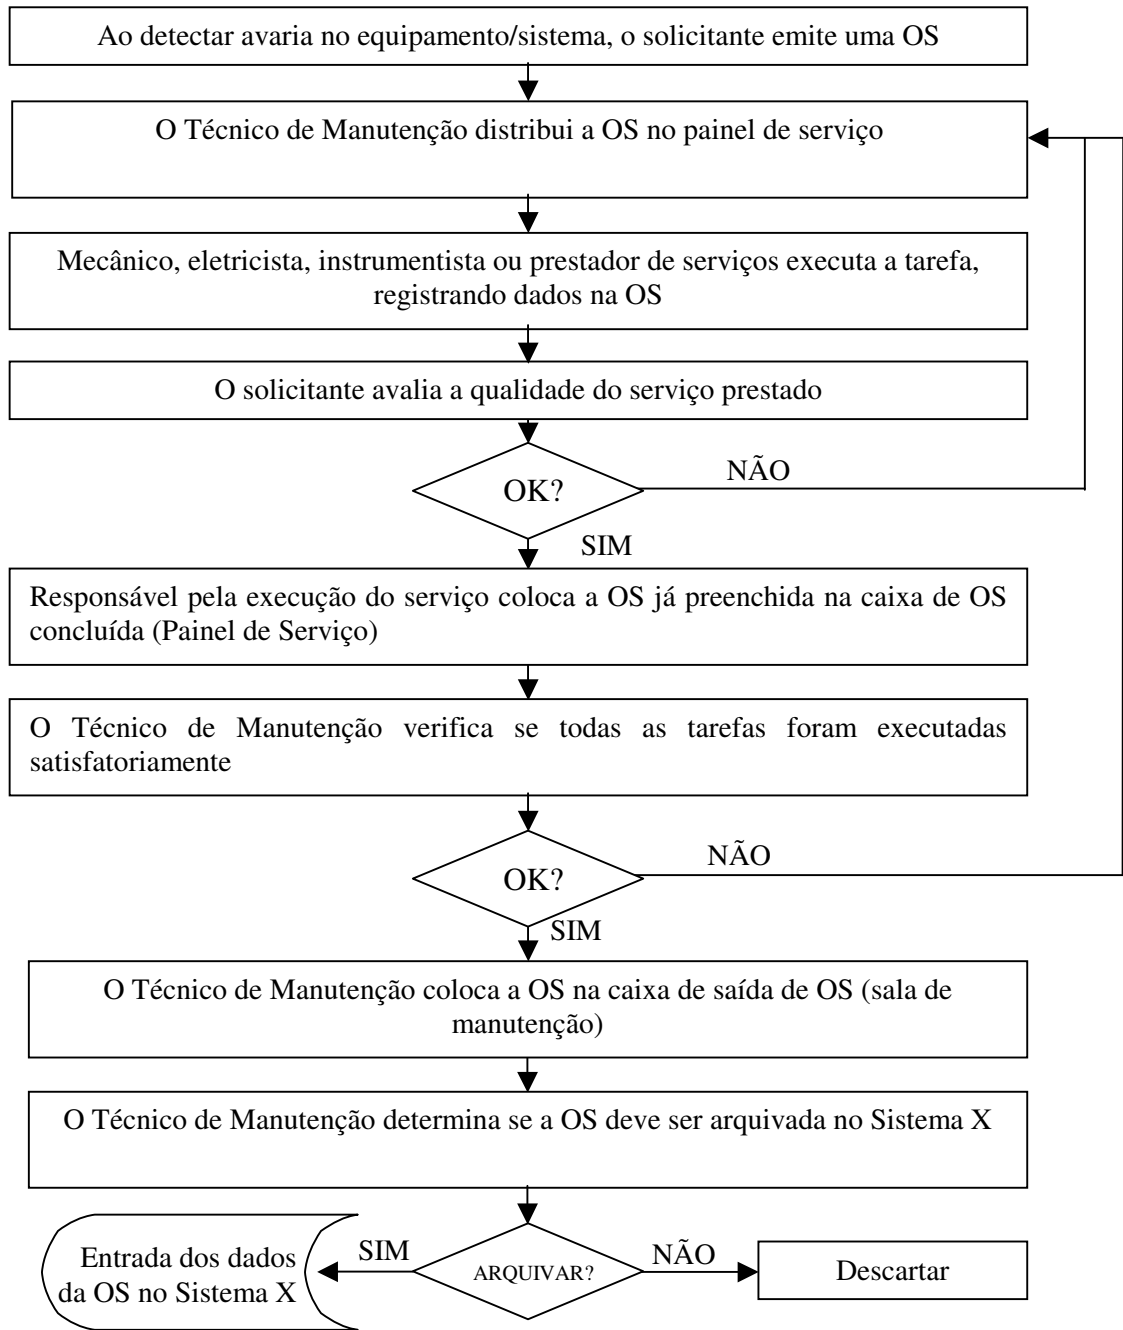 Ao detectar avaria no equipamento/sistema, o solicitante emite uma OS
O Técnico de Manutenção distribui a OS no painel de serviço
Mecânico, eletricista, instrumentista ou prestador de serviços executa a tarefa,
registrando dados na OS
O solicitante avalia a qualidade do serviço prestado
OK?
NÃO
SIM
Responsável pela execução do serviço coloca a OS já preenchida na caixa de OS
concluída (Painel de Serviço)
O Técnico de Manutenção verifica se todas as tarefas foram executadas
satisfatoriamente
OK?
NÃO
SIM
O Técnico de Manutenção coloca a OS na caixa de saída de OS (sala de
manutenção)
O Técnico de Manutenção determina se a OS deve ser arquivada no Sistema X
Entrada dos dados
da OS no Sistema X
SIM
ARQUIVAR?
NÃO
Descartar